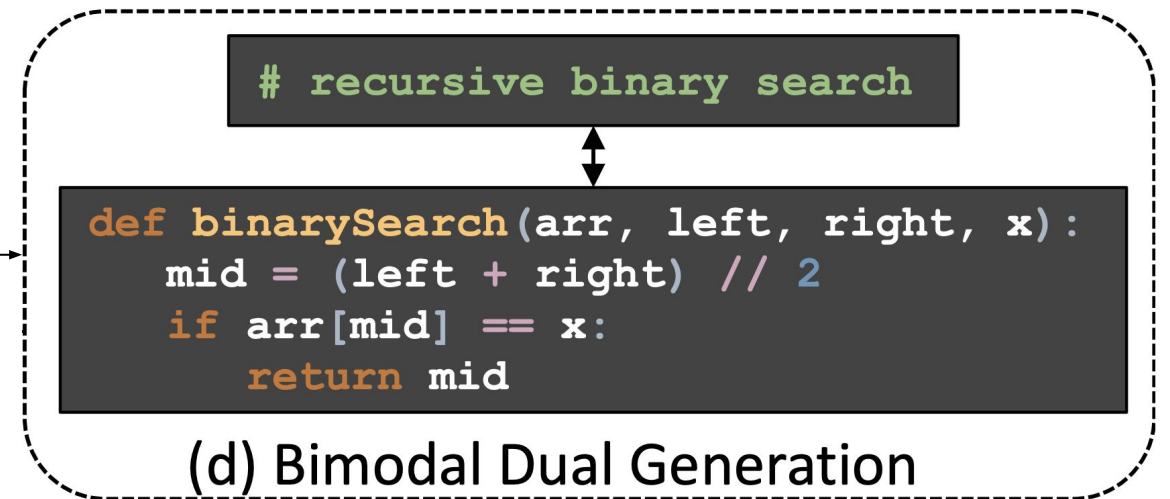 # recursive binary search
def binarySearch(arr, left, right, x):
    mid = (left + right) // 2
    if arr[mid] == x:
        return mid
(d) Bimodal Dual Generation